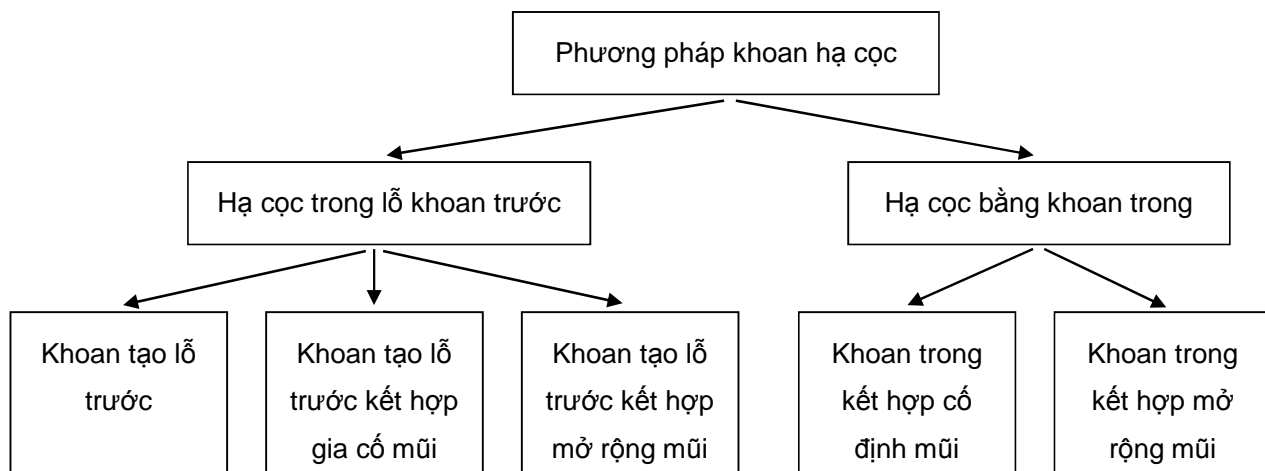 Phương pháp khoan hạ cọc
Hạ cọc trong lỗ khoan trước
Hạ cọc bằng khoan trong
Khoan tạo lỗ
trước
Khoan tạo lỗ
trước kết hợp
gia cố mũi
Khoan tạo lỗ
trước kết hợp
mở rộng mũi
Khoan trong
kết hợp cố
định mũi
Khoan trong
kết hợp mở
rộng mũi